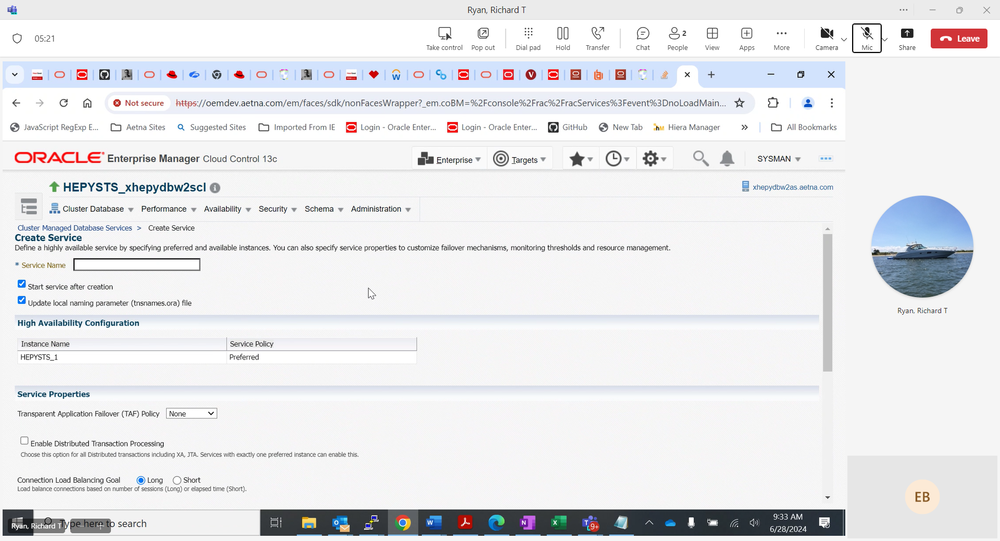 Ryan, Richard T
05:21
Take control
Pop out
Dial pad
Hold
Transfer
Chat
2
People
View
Apps
More
Camera
Mic
Share
Leave
Not secure
https://oemdev.aetna.com/em/faces/sdk/nonFacesWrapper?_em.coBM=%2Fconsole%2Frac%2FracServices%3Fevent%3DnoLoadMain...
JavaScript RegExp E...
Aetna Sites
Suggested Sites
Imported From IE
Login - Oracle Enter...
Login - Oracle Enter...
GitHub
New Tab
Hiera Manager
All Bookmarks
ORACLE Enterprise Manager Cloud Control 13c
Enterprise
Targets
SYSMAN
HEPYSTS_xhepydbw2scl
xhepydbw2as.aetna.com
Cluster Database
Performance
Availability
Security
Schema
Administration
Cluster Managed Database Services > Create Service
Create Service
Define a highly available service by specifying preferred and available instances. You can also specify service properties to customize failover mechanisms, monitoring thresholds and resource management.
* Service Name
Start service after creation
Update local naming parameter (tnsnames.ora) file
High Availability Configuration
Instance Name
Service Policy
HEPYSTS_1
Preferred
Service Properties
Transparent Application Failover (TAF) Policy
None
Enable Distributed Transaction Processing
Choose this option for all Distributed transactions including XA, JTA. Services with exactly one preferred instance can enable this.
Connection Load Balancing Goal
Long
Short
Load balance connections based on number of sessions (Long) or elapsed time (Short).
Ryan, Richard T
EB
Type here to search
Ryan, Richard T
9+
9:33 AM
6/28/2024